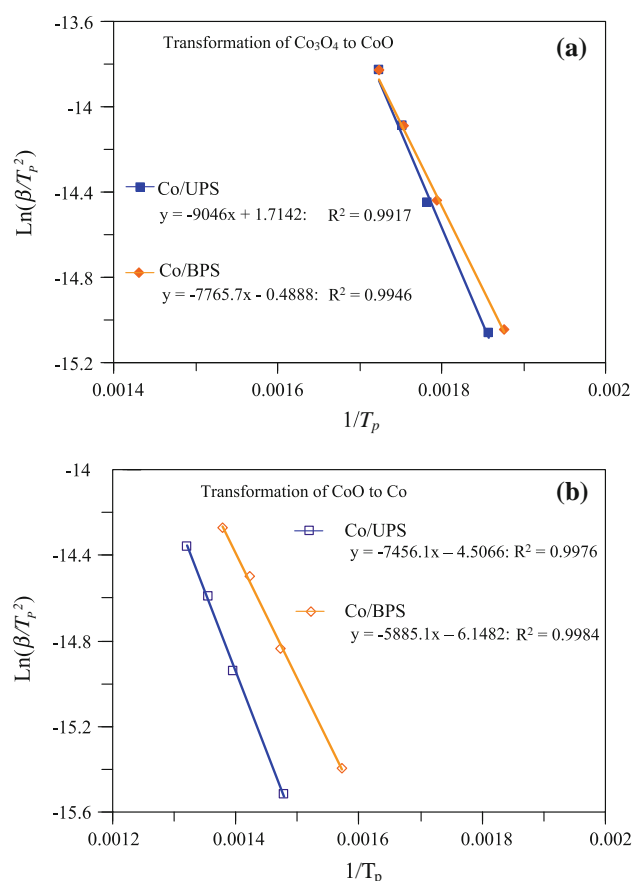 -13.6
Transformation of Co₃O₄ to CoO
(a)
-14
Ln(β/Tₚ²)
-14.4
Co/UPS
y = -9046x + 1.7142: R² = 0.9917
Co/BPS
y = -7765.7x - 0.4888: R² = 0.9946
-14.8
-15.2
0.0014 0.0016 0.0018 0.002
1/Tₚ
-14
Transformation of CoO to Co
(b)
-14.4
Ln(β/Tₚ²)
Co/UPS
y = -7456.1x – 4.5066: R² = 0.9976
Co/BPS
y = -5885.1x – 6.1482: R² = 0.9984
-14.8
-15.2
-15.6
0.0012 0.0014 0.0016 0.0018 0.002
1/Tₚ